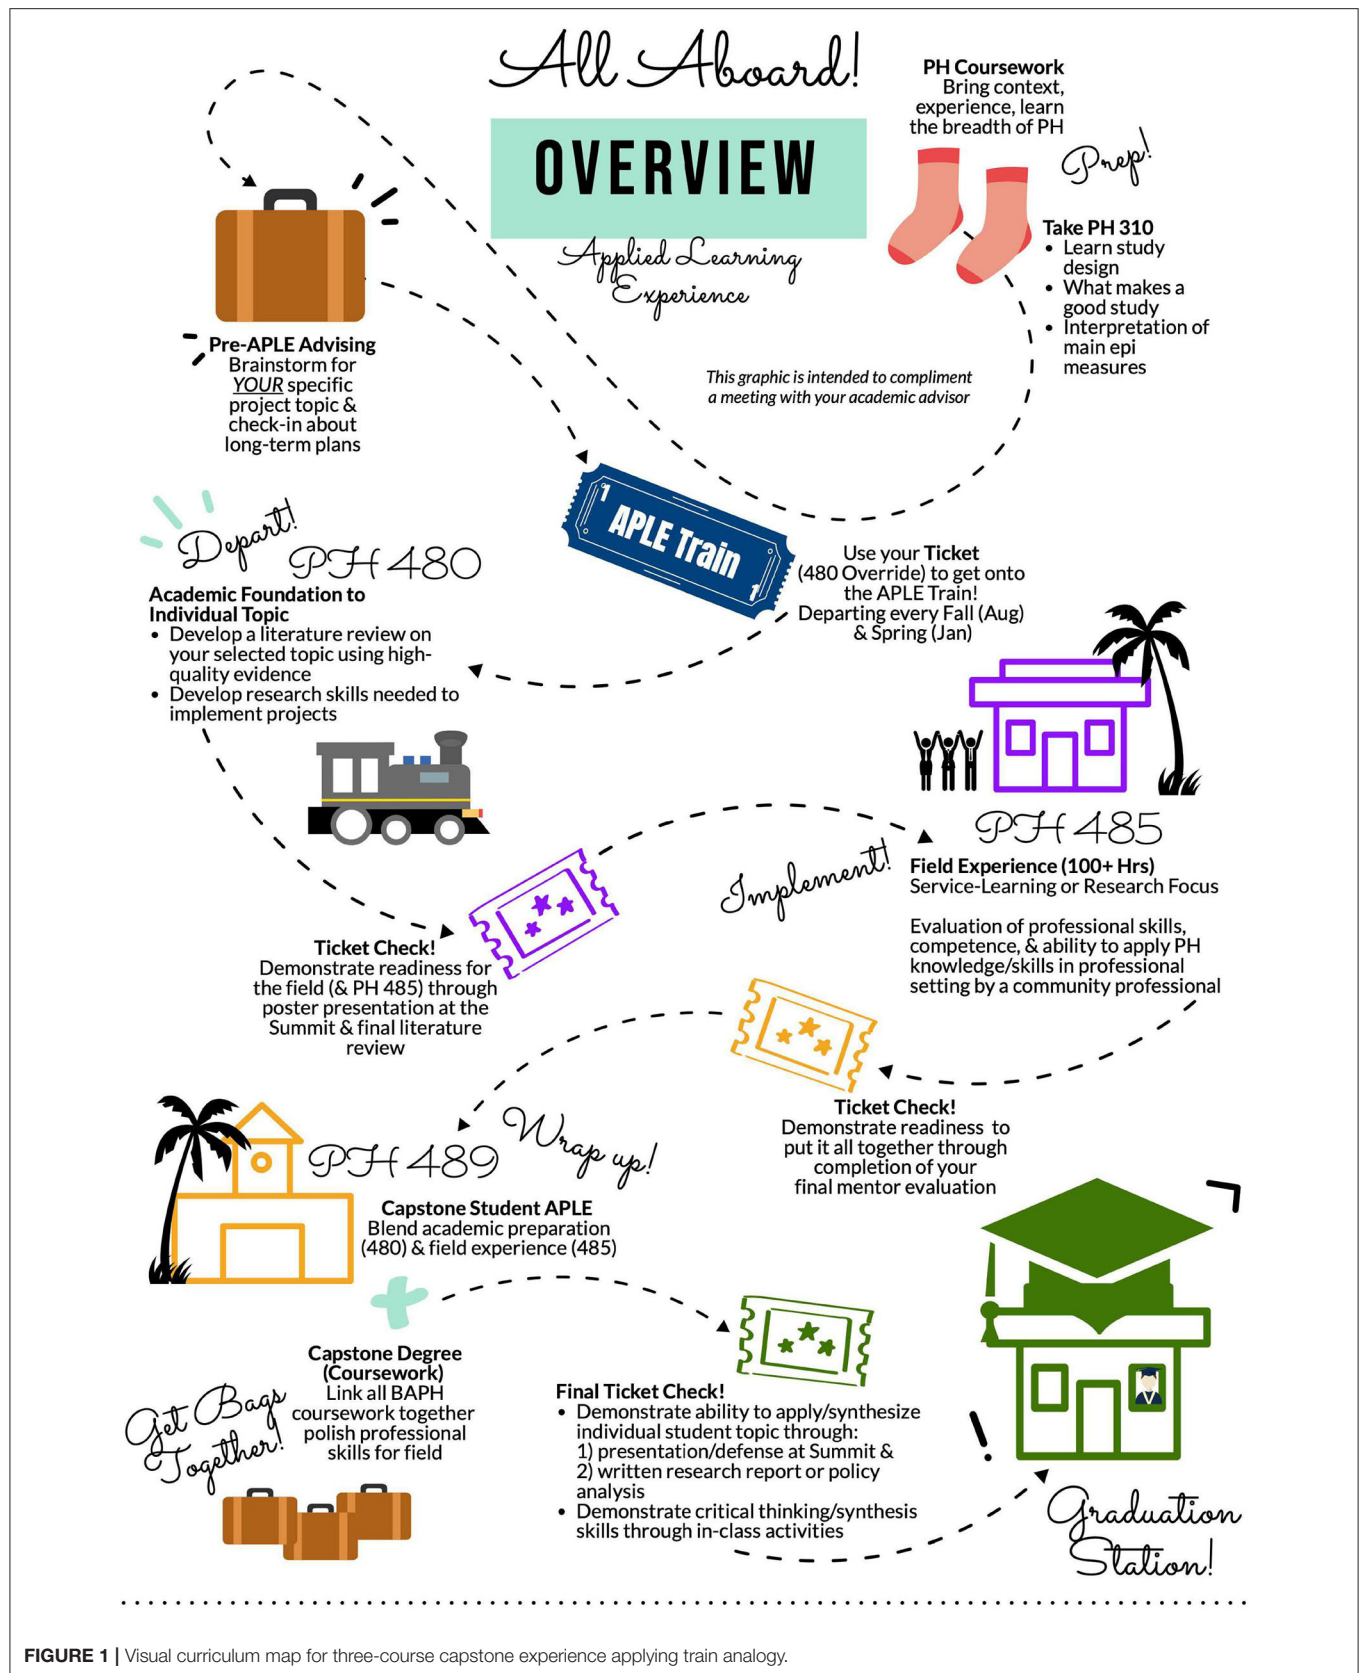 All Aboard!
OVERVIEW
Applied Learning
Experience
PH Coursework
Bring context,
experience, learn
the breadth of PH
Prep!
Take PH 310
• Learn study
design
• What makes a
good study
• Interpretation of
main epi
measures
This graphic is intended to compliment
a meeting with your academic advisor
Pre-APLE Advising
Brainstorm for
YOUR specific
project topic &
check-in about
long-term plans
1
APLE Train
1
Use your Ticket
(480 Override) to get onto
the APLE Train!
Departing every Fall (Aug)
& Spring (Jan)
Depart!
PH 480
Academic Foundation to
Individual Topic
• Develop a literature review on
your selected topic using high-
quality evidence
• Develop research skills needed to
implement projects
Ticket Check!
Demonstrate readiness for
the field (& PH 485) through
poster presentation at the
Summit & final literature
review
Implement!
PH 485
Field Experience (100+ Hrs)
Service-Learning or Research Focus
Evaluation of professional skills,
competence, & ability to apply PH
knowledge/skills in professional
setting by a community professional
Ticket Check!
Demonstrate readiness to
put it all together through
completion of your
final mentor evaluation
Wrap up!
PH 489
Capstone Student APLE
Blend academic preparation
(480) & field experience (485)
Capstone Degree
(Coursework)
Link all BAPH
coursework together
polish professional
skills for field
Get Bags
Together!
Final Ticket Check!
• Demonstrate ability to apply/synthesize
individual student topic through:
1) presentation/defense at Summit &
2) written research report or policy
analysis
• Demonstrate critical thinking/synthesis
skills through in-class activities
Graduation
Station!
FIGURE 1 | Visual curriculum map for three-course capstone experience applying train analogy.